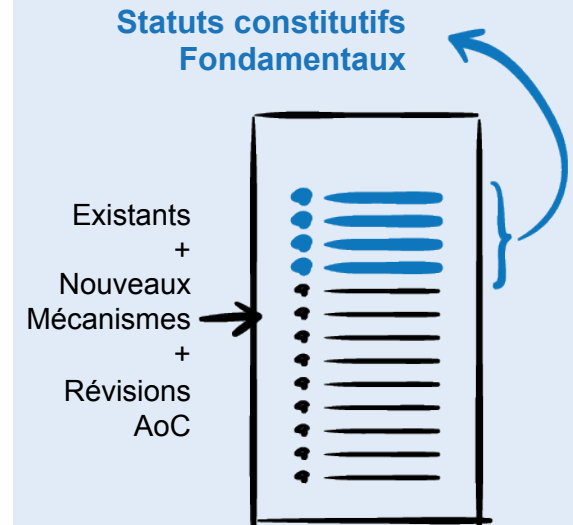 Statuts constitutifs
Fondamentaux
Existants
+
Nouveaux
Mécanismes
+
Révisions
AoC